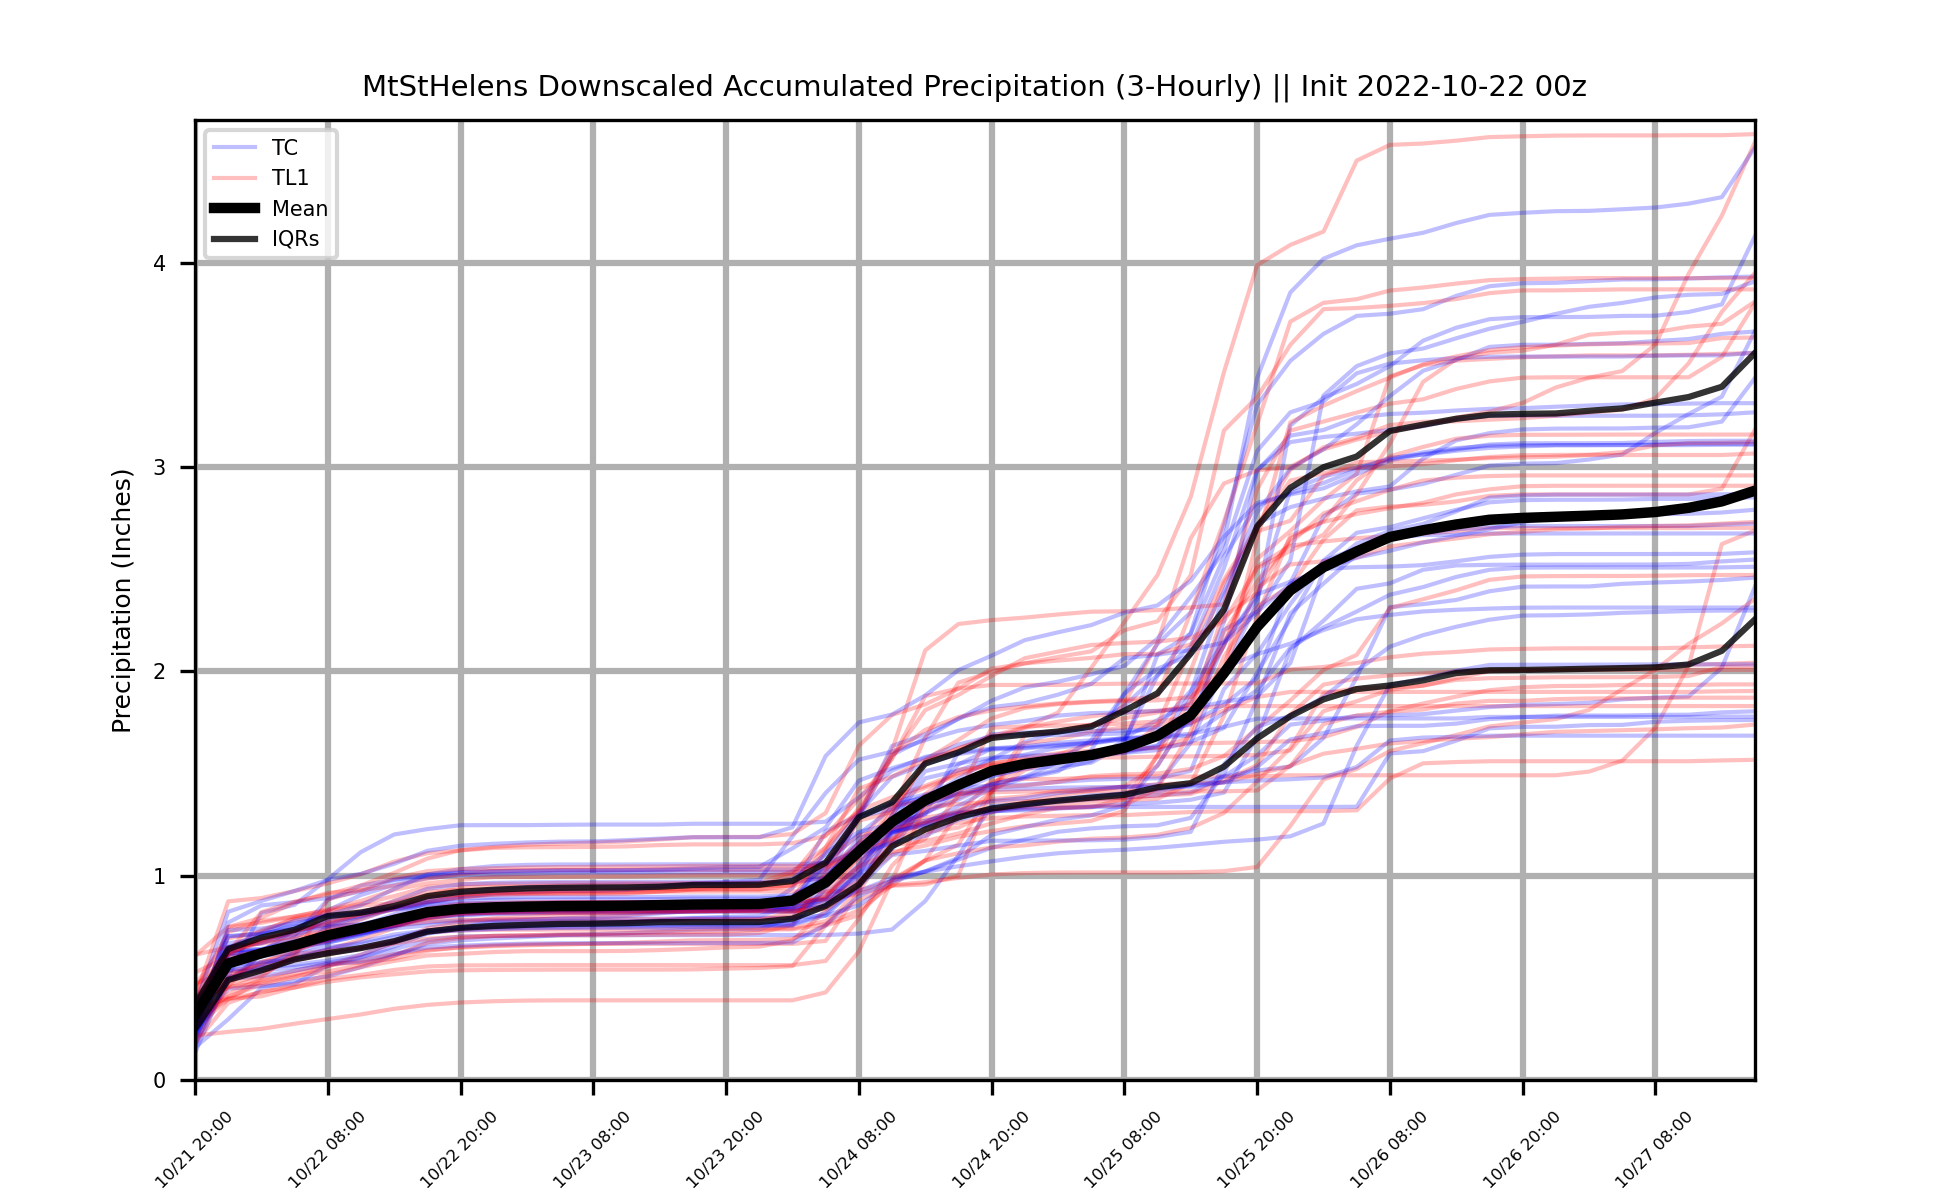 MtStHelens Downscaled Accumulated Precipitation (3-Hourly) || Init 2022-10-22 00z
TC
TL1
Mean
IQRs
Precipitation (Inches)
4
3
2
1
0
10/21 20:00
10/22 08:00
10/22 20:00
10/23 08:00
10/23 20:00
10/24 08:00
10/24 20:00
10/25 08:00
10/25 20:00
10/26 08:00
10/26 20:00
10/27 08:00